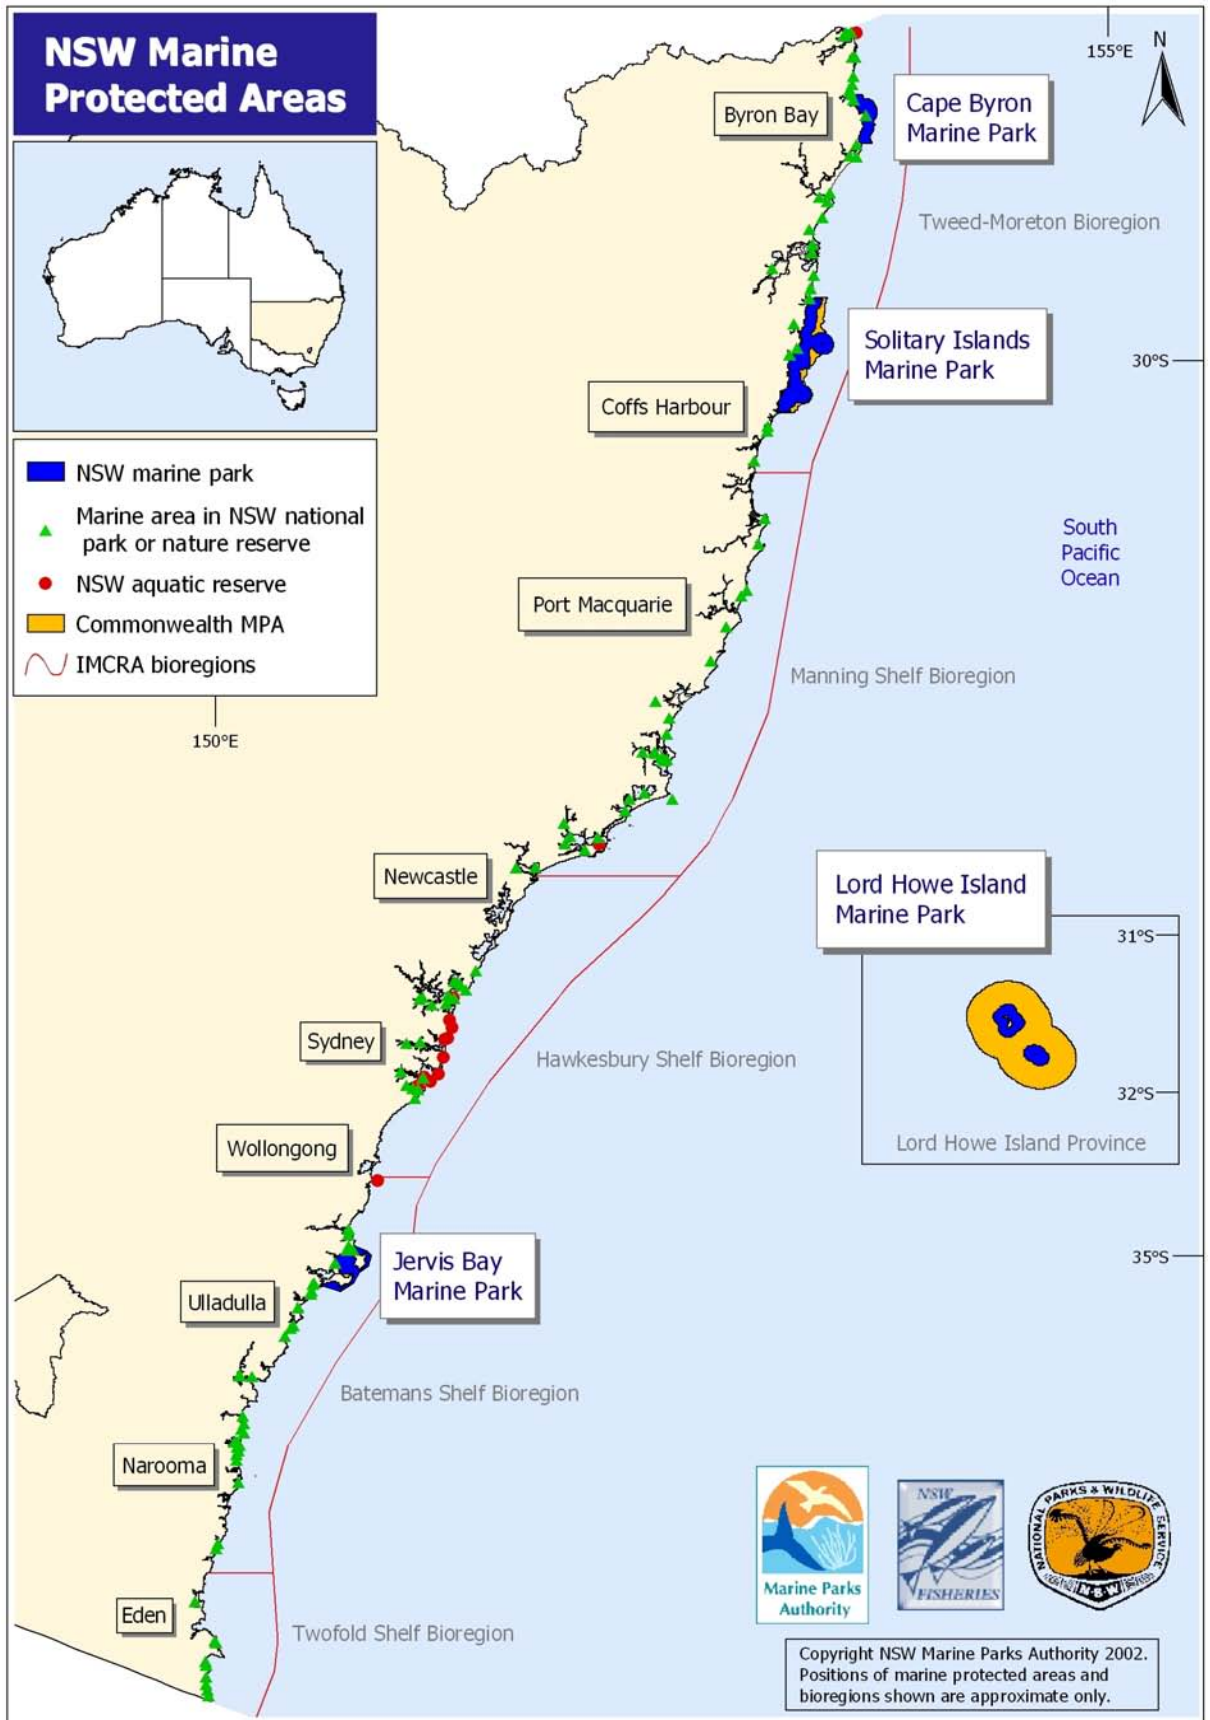 NSW Marine
Protected Areas
155°E
N
Byron Bay
Cape Byron
Marine Park
Tweed-Moreton Bioregion
Solitary Islands
Marine Park
30°S
Coffs Harbour
NSW marine park
Marine area in NSW national
park or nature reserve
NSW aquatic reserve
Commonwealth MPA
IMCRA bioregions
South
Pacific
Ocean
Port Macquarie
Manning Shelf Bioregion
150°E
Newcastle
Lord Howe Island
Marine Park
31°S
Sydney
Hawkesbury Shelf Bioregion
32°S
Lord Howe Island Province
Wollongong
Jervis Bay
Marine Park
35°S
Ulladulla
Batemans Shelf Bioregion
Narooma
NSW
FISHERIES
NATIONAL PARKS & WILDLIFE SERVICE
N·S·W
Marine Parks
Authority
Eden
Twofold Shelf Bioregion
Copyright NSW Marine Parks Authority 2002.
Positions of marine protected areas and
bioregions shown are approximate only.